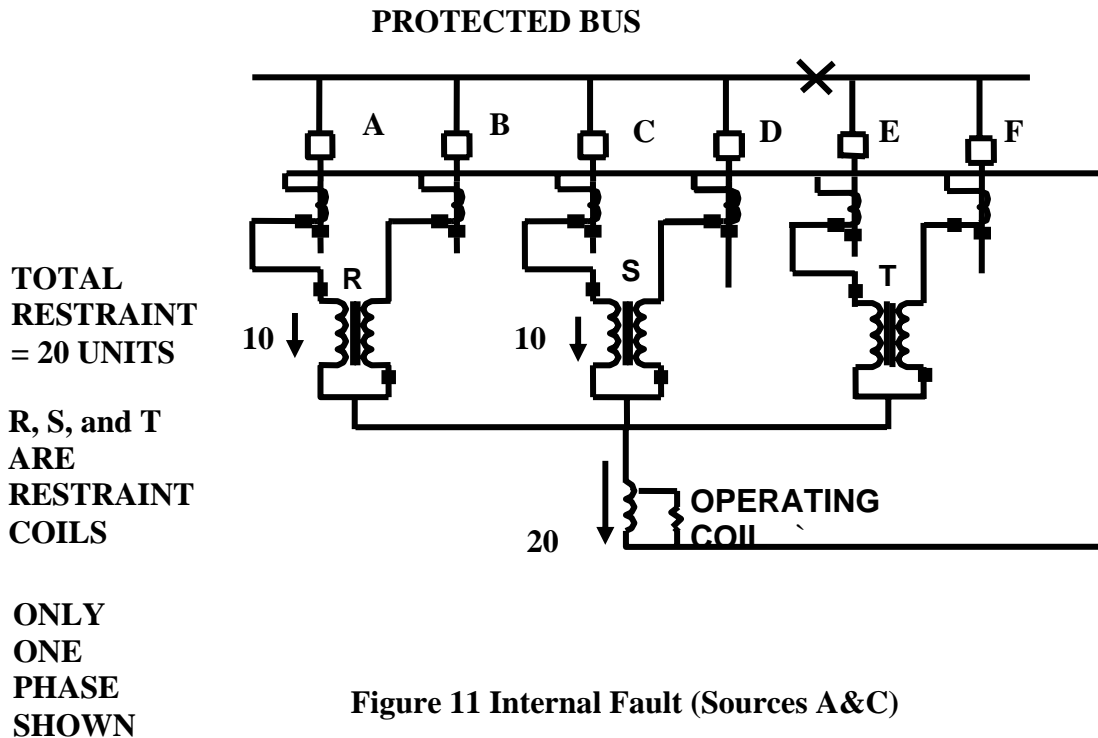 PROTECTED BUS
A
B
C
D
E
F
TOTAL
RESTRAINT
= 20 UNITS
R
S
T
10
10
R, S, and T
ARE
RESTRAINT
COILS
OPERATING
COIL `
20
ONLY
ONE
PHASE
SHOWN
Figure 11 Internal Fault (Sources A&C)